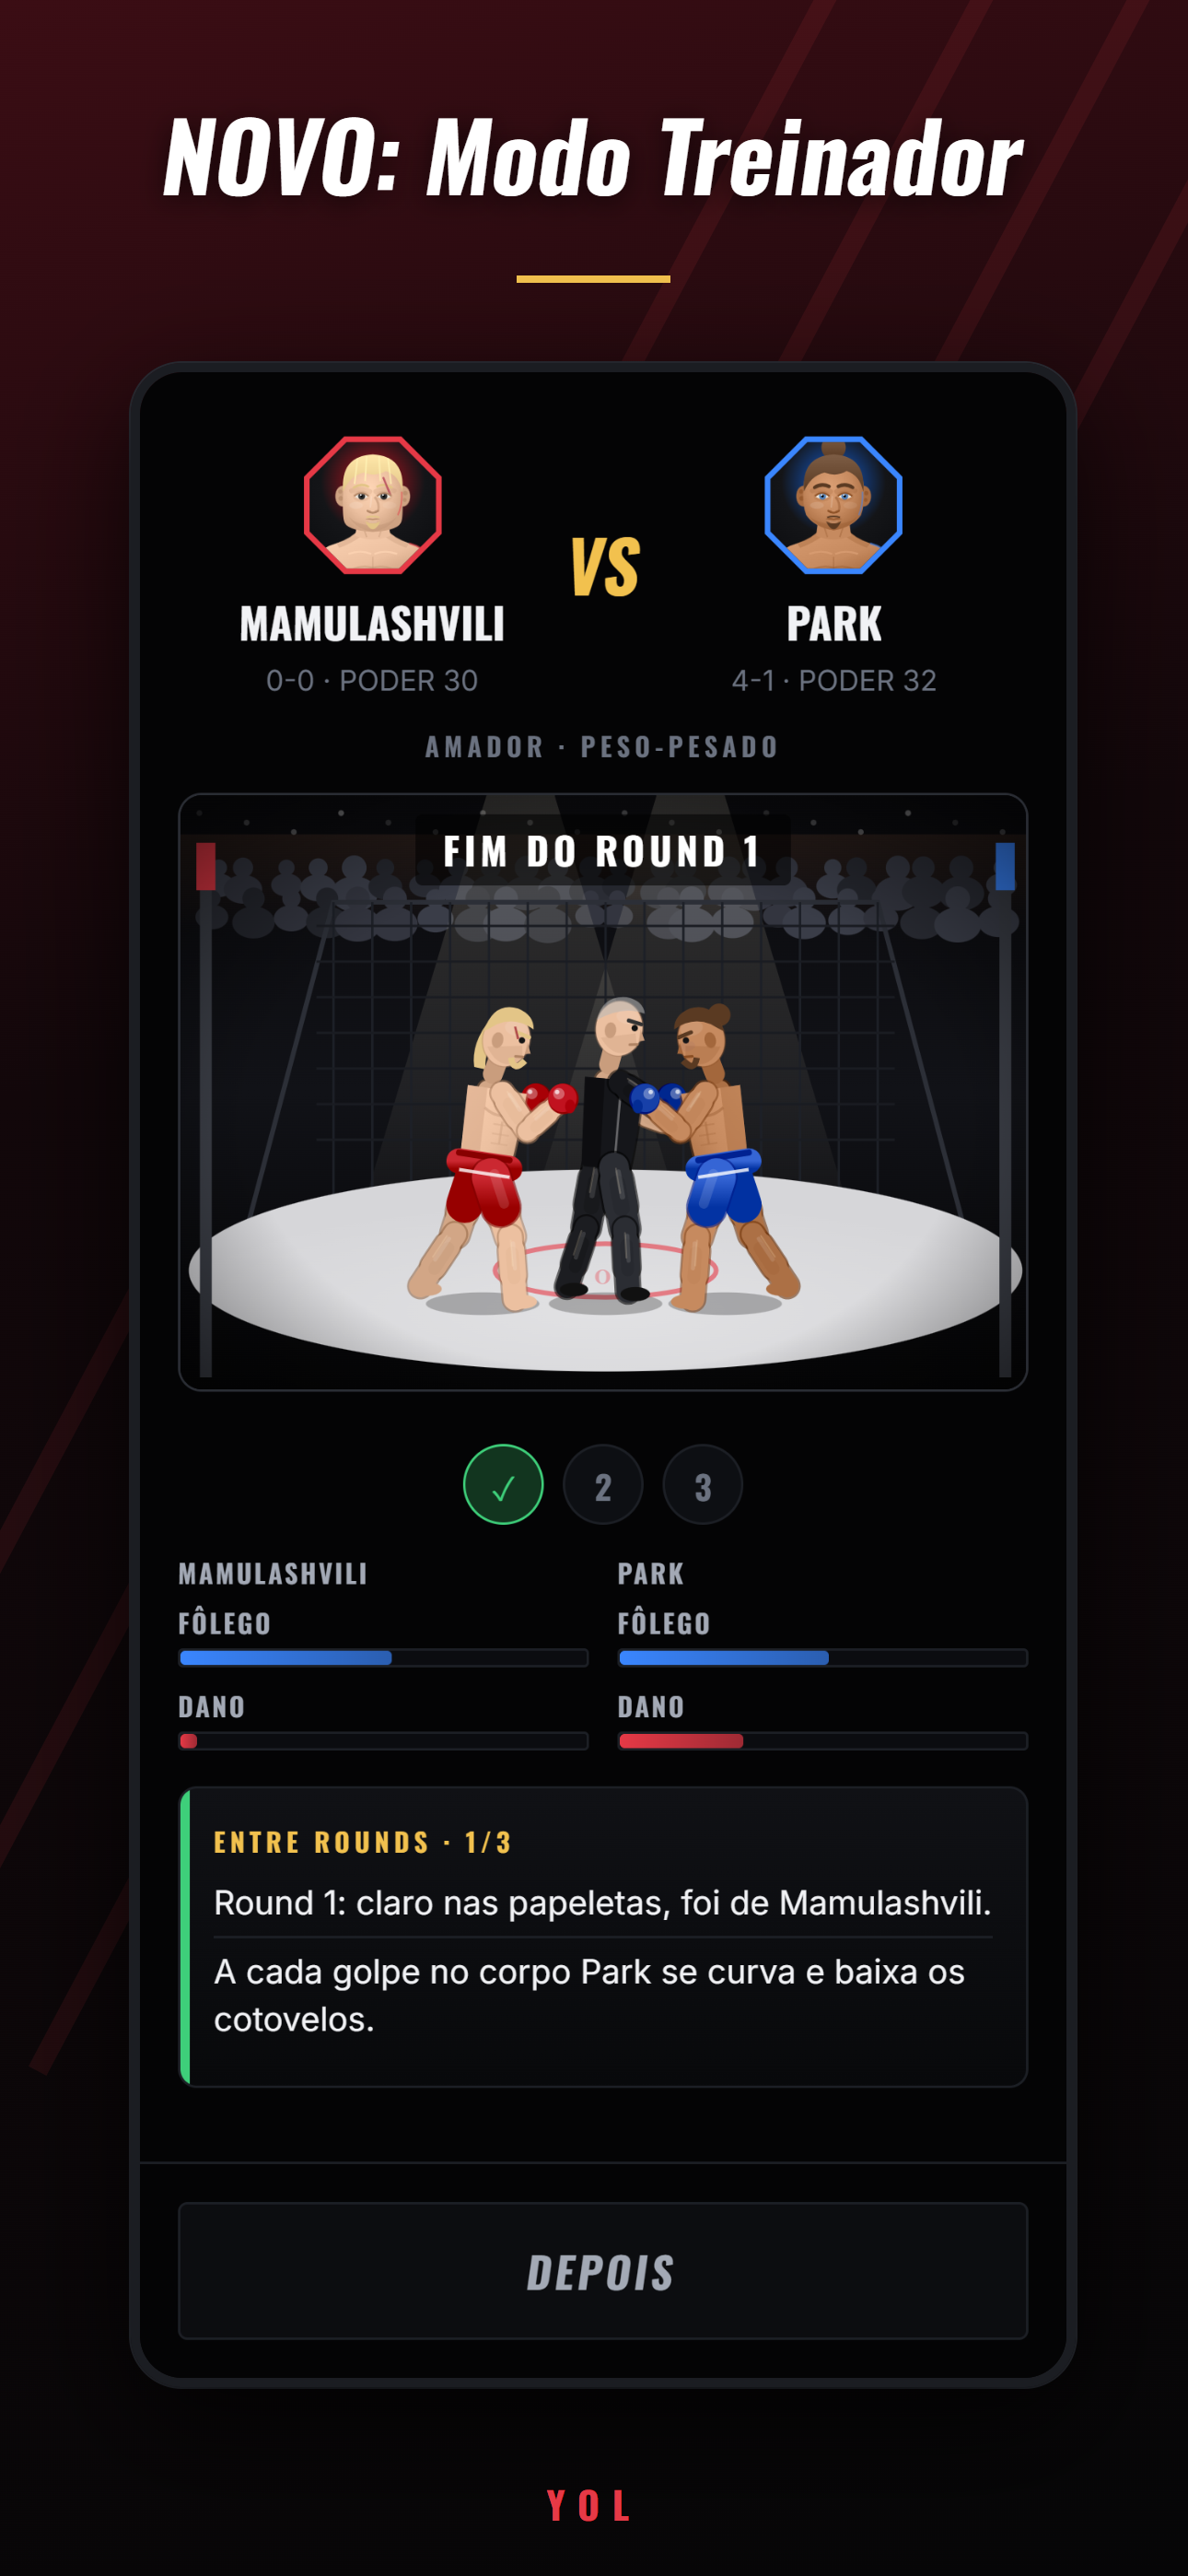 NOVO: Modo Treinador
VS
MAMULASHVILI
PARK
0-0 · PODER 30
4-1 · PODER 32
AMADOR · PESO-PESADO
FIM DO ROUND 1
O
✓ 2 3
MAMULASHVILI
PARK
FÔLEGO
FÔLEGO
DANO
DANO
ENTRE ROUNDS · 1/3
Round 1: claro nas papeletas, foi de Mamulashvili.
A cada golpe no corpo Park se curva e baixa os
cotovelos.
DEPOIS
YOL